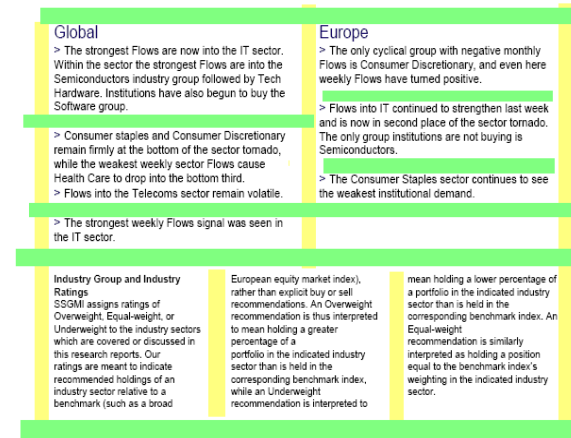 Global
> The strongest Flows are now into the IT sector.
Within the sector the strongest Flows are into the
Semiconductors industry group followed by Tech
Hardware. Institutions have also begun to buy the
Software group.
> Consumer staples and Consumer Discretionary
remain firmly at the bottom of the sector tornado,
while the weakest weekly sector Flows cause
Health Care to drop into the bottom third.
> Flows into the Telecoms sector remain volatile.
> The strongest weekly Flows signal was seen in
the IT sector.
Europe
> The only cyclical group with negative monthly
Flows is Consumer Discretionary, and even here
weekly Flows have turned positive.
> Flows into IT continued to strengthen last week
and is now in second place of the sector tornado.
The only group institutions are not buying is
Semiconductors.
> The Consumer Staples sector continues to see
the weakest institutional demand.
Industry Group and Industry
Ratings
SSGMI assigns ratings of
Overweight, Equal-weight, or
Underweight to the industry sectors
which are covered or discussed in
this research reports. Our
ratings are meant to indicate
recommended holdings of an
industry sector relative to a
benchmark (such as a broad
European equity market index),
rather than explicit buy or sell
recommendations. An Overweight
recommendation is thus interpreted
to mean holding a greater
percentage of a
portfolio in the indicated industry
sector than is held in the
corresponding benchmark index,
while an Underweight
recommendation is interpreted to
mean holding a lower percentage of
a portfolio in the indicated industry
sector than is held in the
corresponding benchmark index. An
Equal-weight
recommendation is similarly
interpreted as holding a position
equal to the benchmark index's
weighting in the indicated industry
sector.